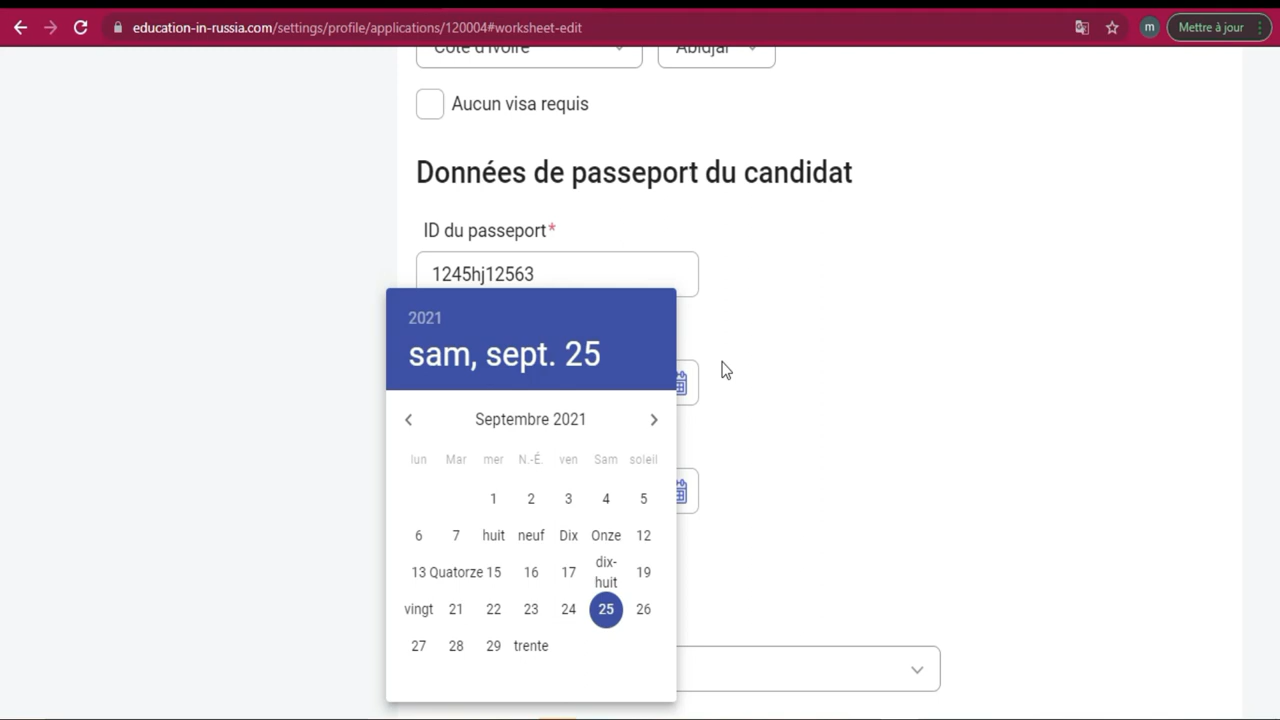 education-in-russia.com/settings/profile/applications/120004#worksheet-edit
m
Mettre à jour
Côte d'Ivoire
Abidjan
Aucun visa requis
Données de passeport du candidat
ID du passeport*
1245hj12563
2021
sam, sept. 25
Septembre 2021
lun Mar mer N.-É. ven Sam soleil
1 2 3 4 5
6 7 huit neuf Dix Onze 12
13 Quatorze 15 16 17 dix-huit 19
vingt 21 22 23 24 25 26
27 28 29 trente